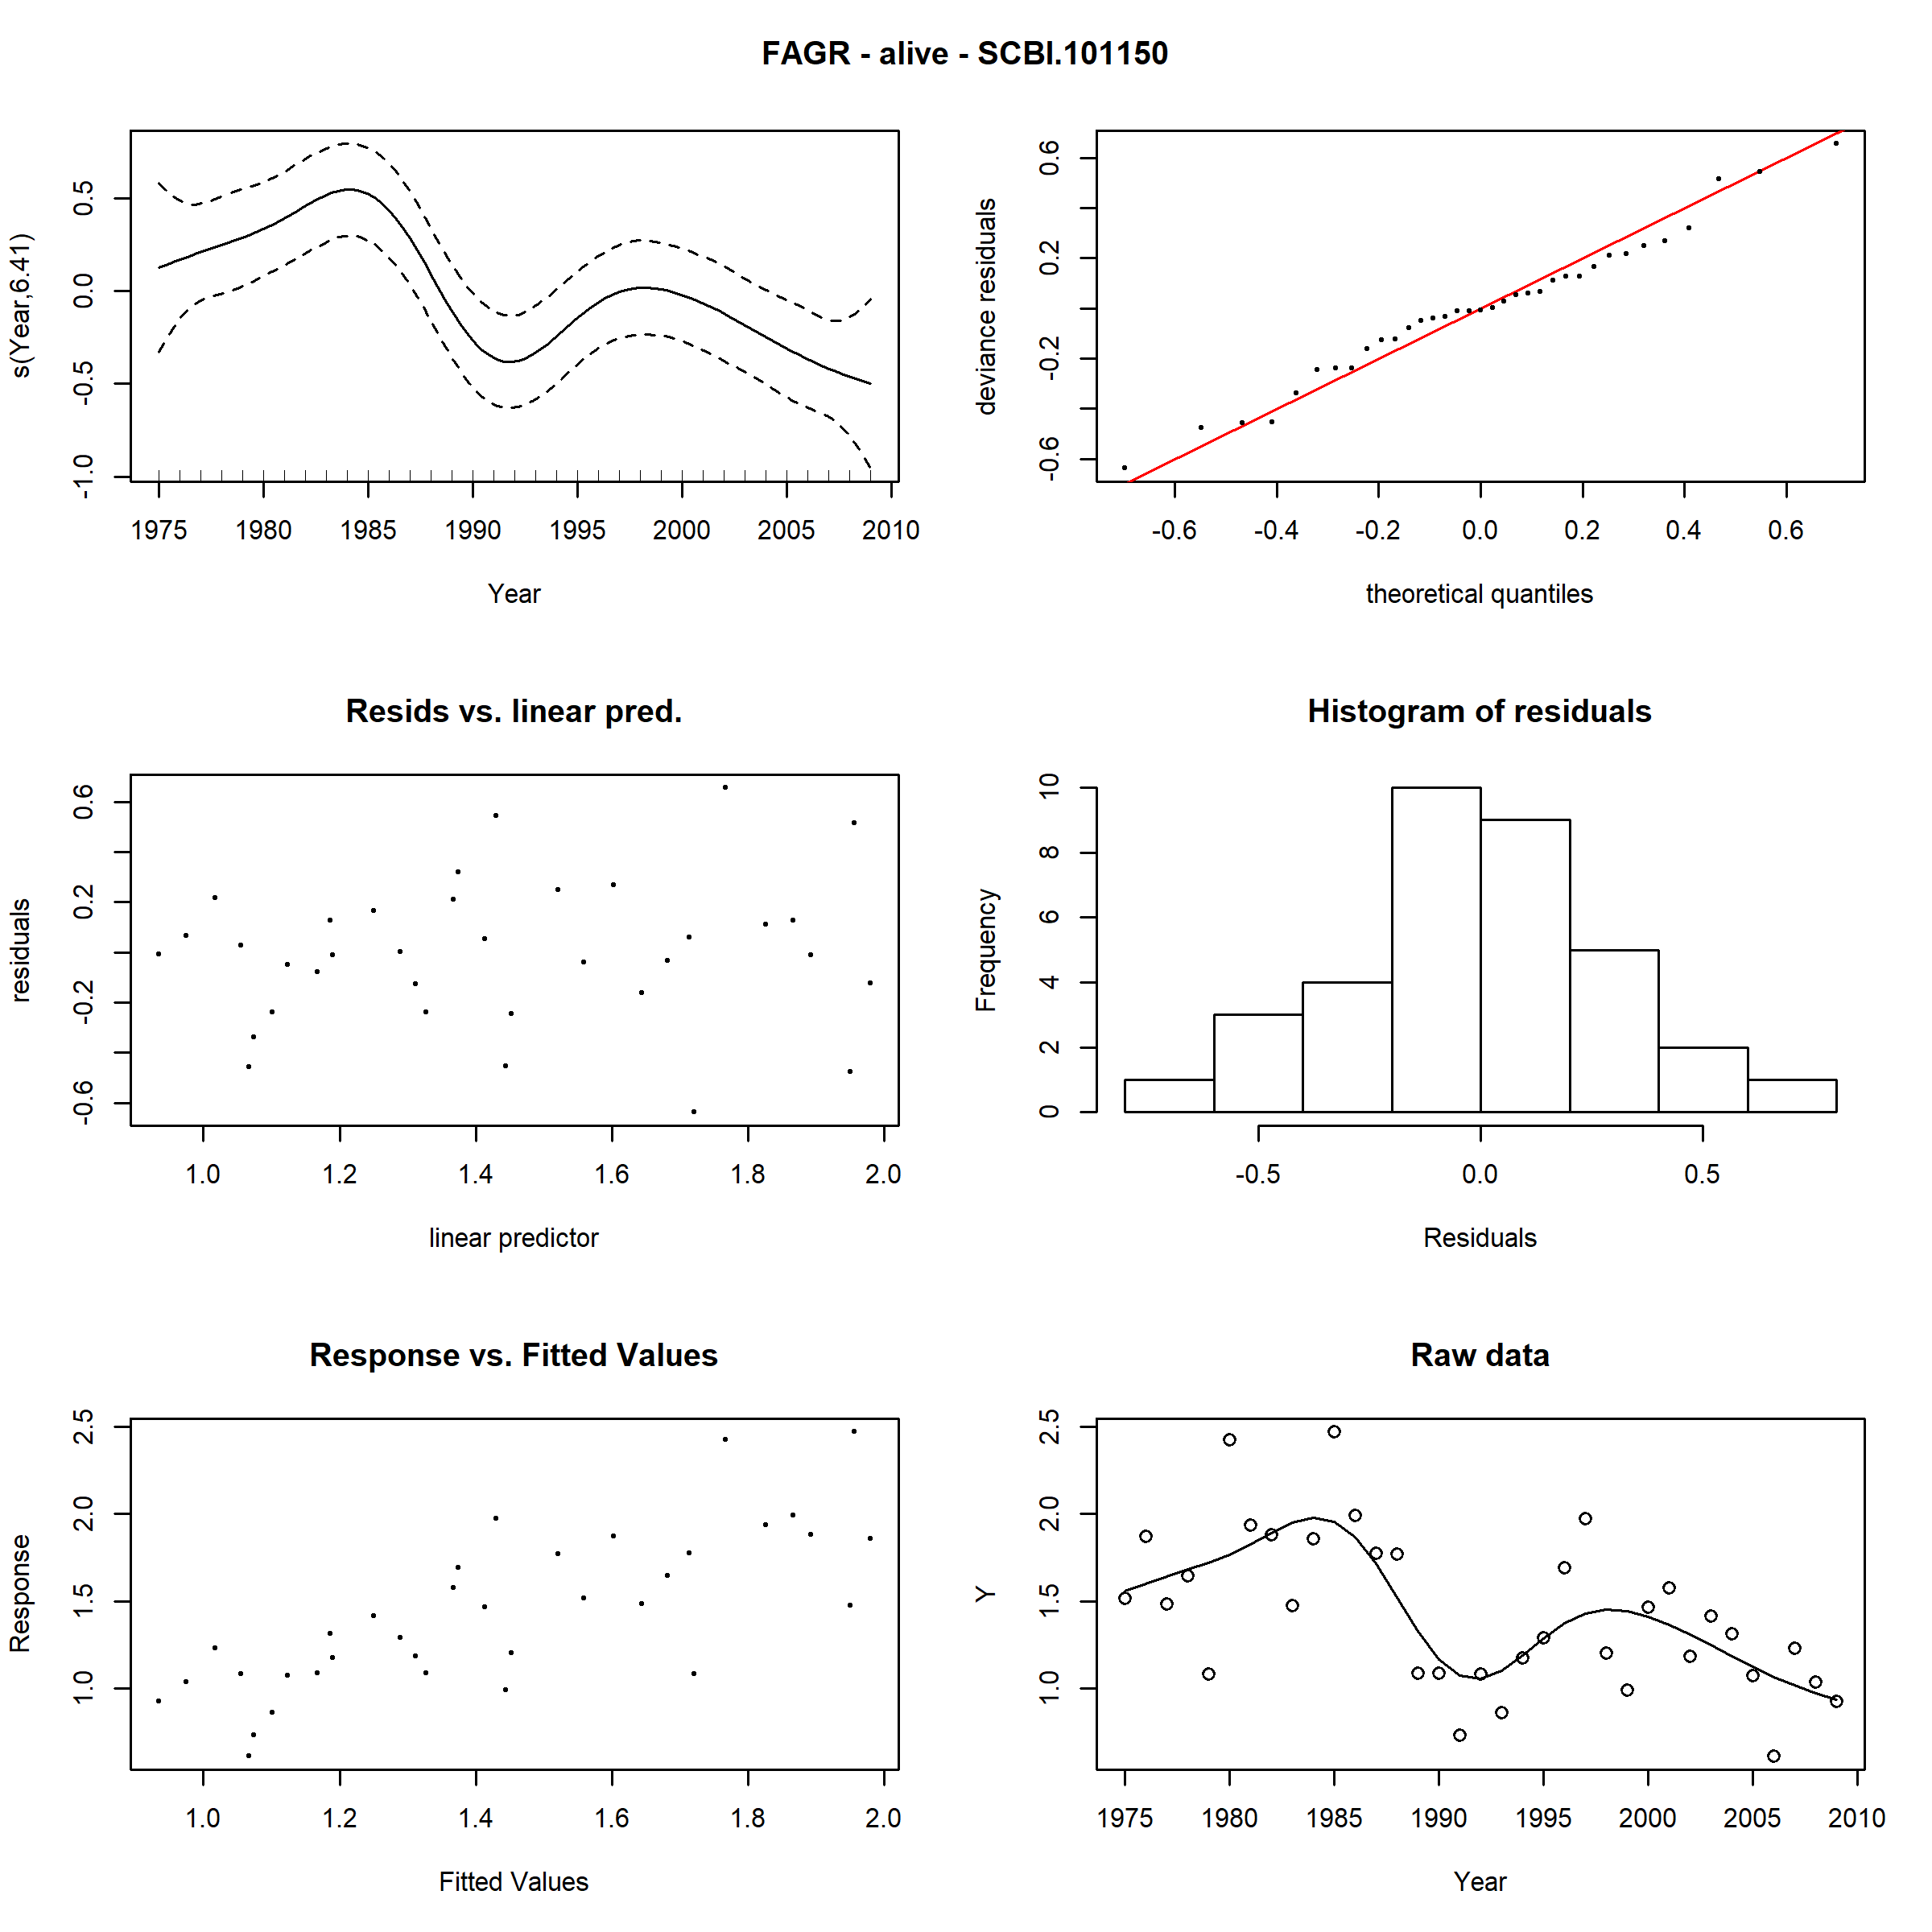 FAGR - alive - SCBI.101150
s(Year,6.41)
0.5
0.0
-0.5
-1.0
1975 1980 1985 1990 1995 2000 2005 2010
Year
deviance residuals
0.6
0.2
-0.2
-0.6
-0.6 -0.4 -0.2 0.0 0.2 0.4 0.6
theoretical quantiles
Resids vs. linear pred.
residuals
0.6
0.2
-0.2
-0.6
1.0 1.2 1.4 1.6 1.8 2.0
linear predictor
Histogram of residuals
Frequency
10
8
6
4
2
0
-0.5 0.0 0.5
Residuals
Response vs. Fitted Values
Response
2.5
2.0
1.5
1.0
1.0 1.2 1.4 1.6 1.8 2.0
Fitted Values
Raw data
Y
2.5
2.0
1.5
1.0
1975 1980 1985 1990 1995 2000 2005 2010
Year